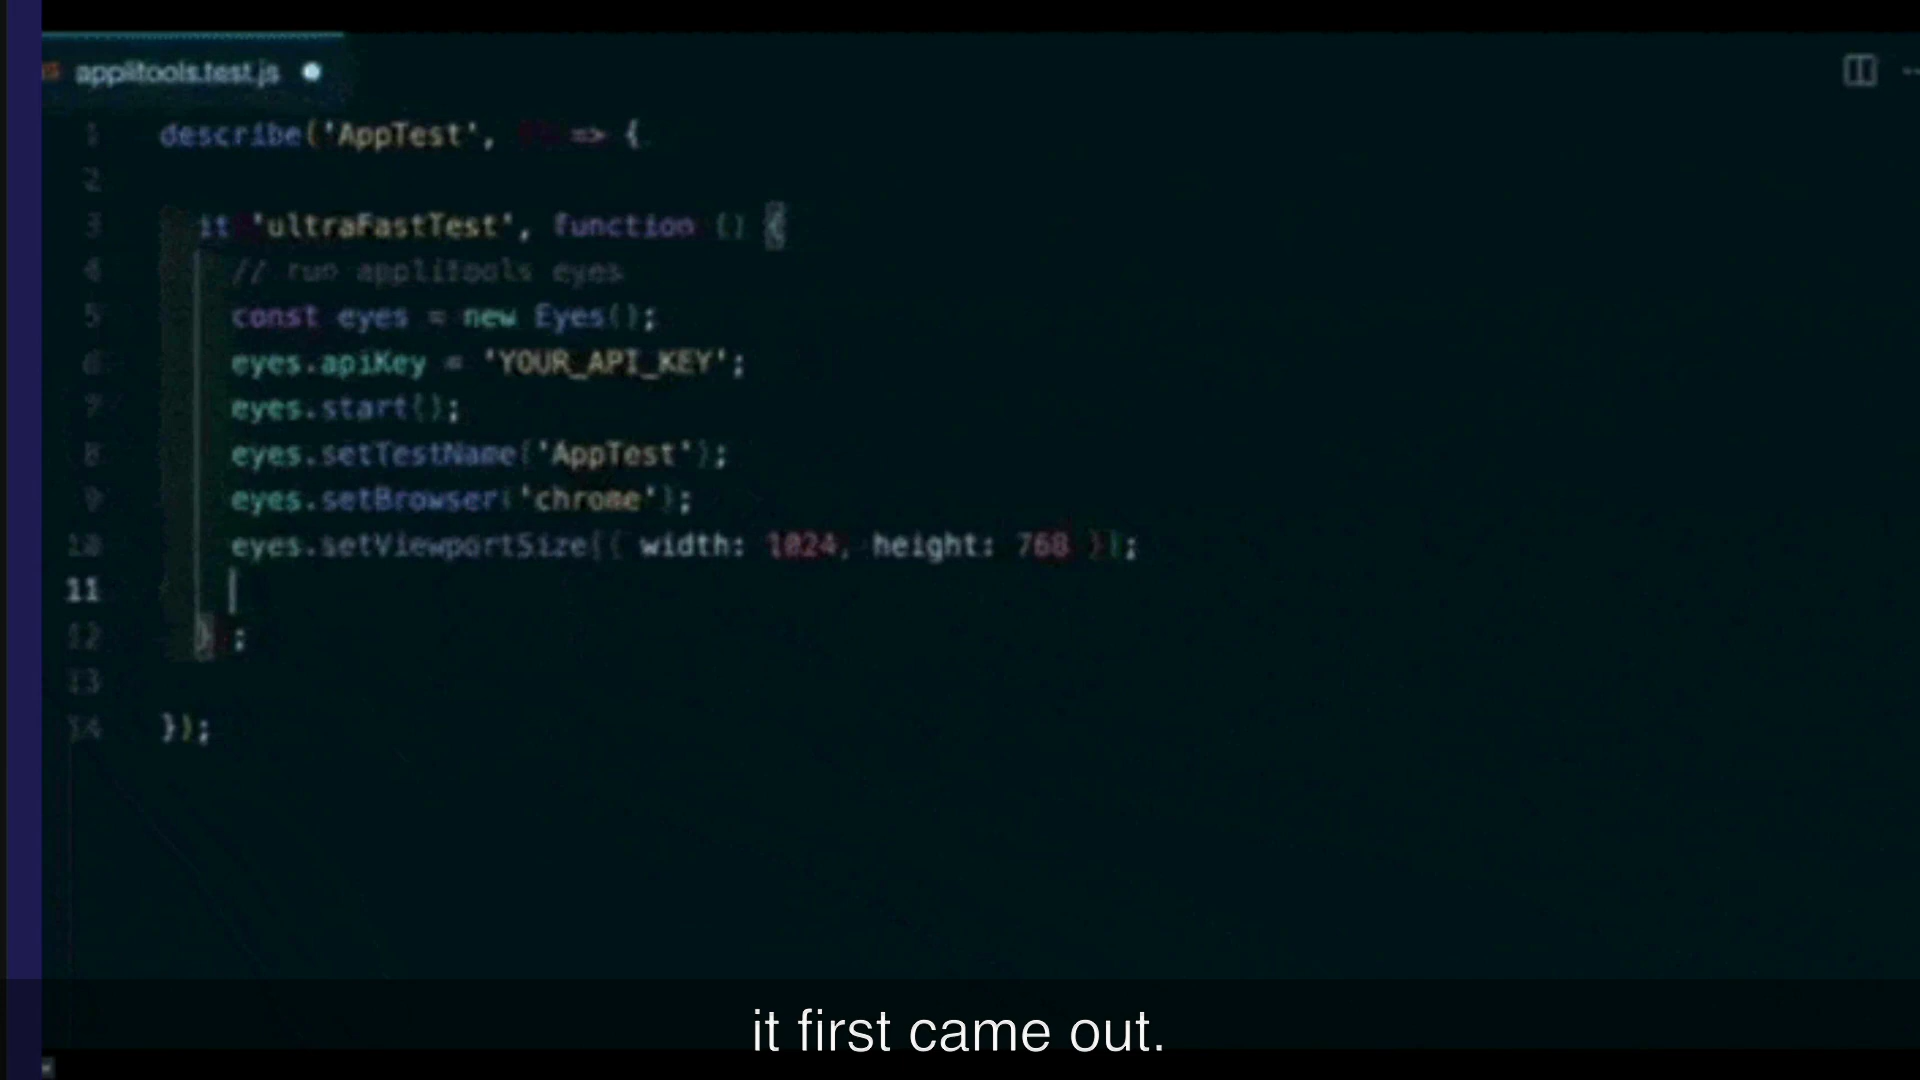 applitools.test.js
1 describe('AppTest', => {
2
3 it 'ultraFastTest', function () {
4 // run applitools eyes
5 const eyes = new Eyes();
6 eyes.apiKey = 'YOUR_API_KEY';
7 eyes.start();
8 eyes.setTestName('AppTest');
9 eyes.setBrowser('chrome');
10 eyes.setViewportSize({ width: 1024, height: 768 });
11
12 } ;
13
14 });
it first came out.